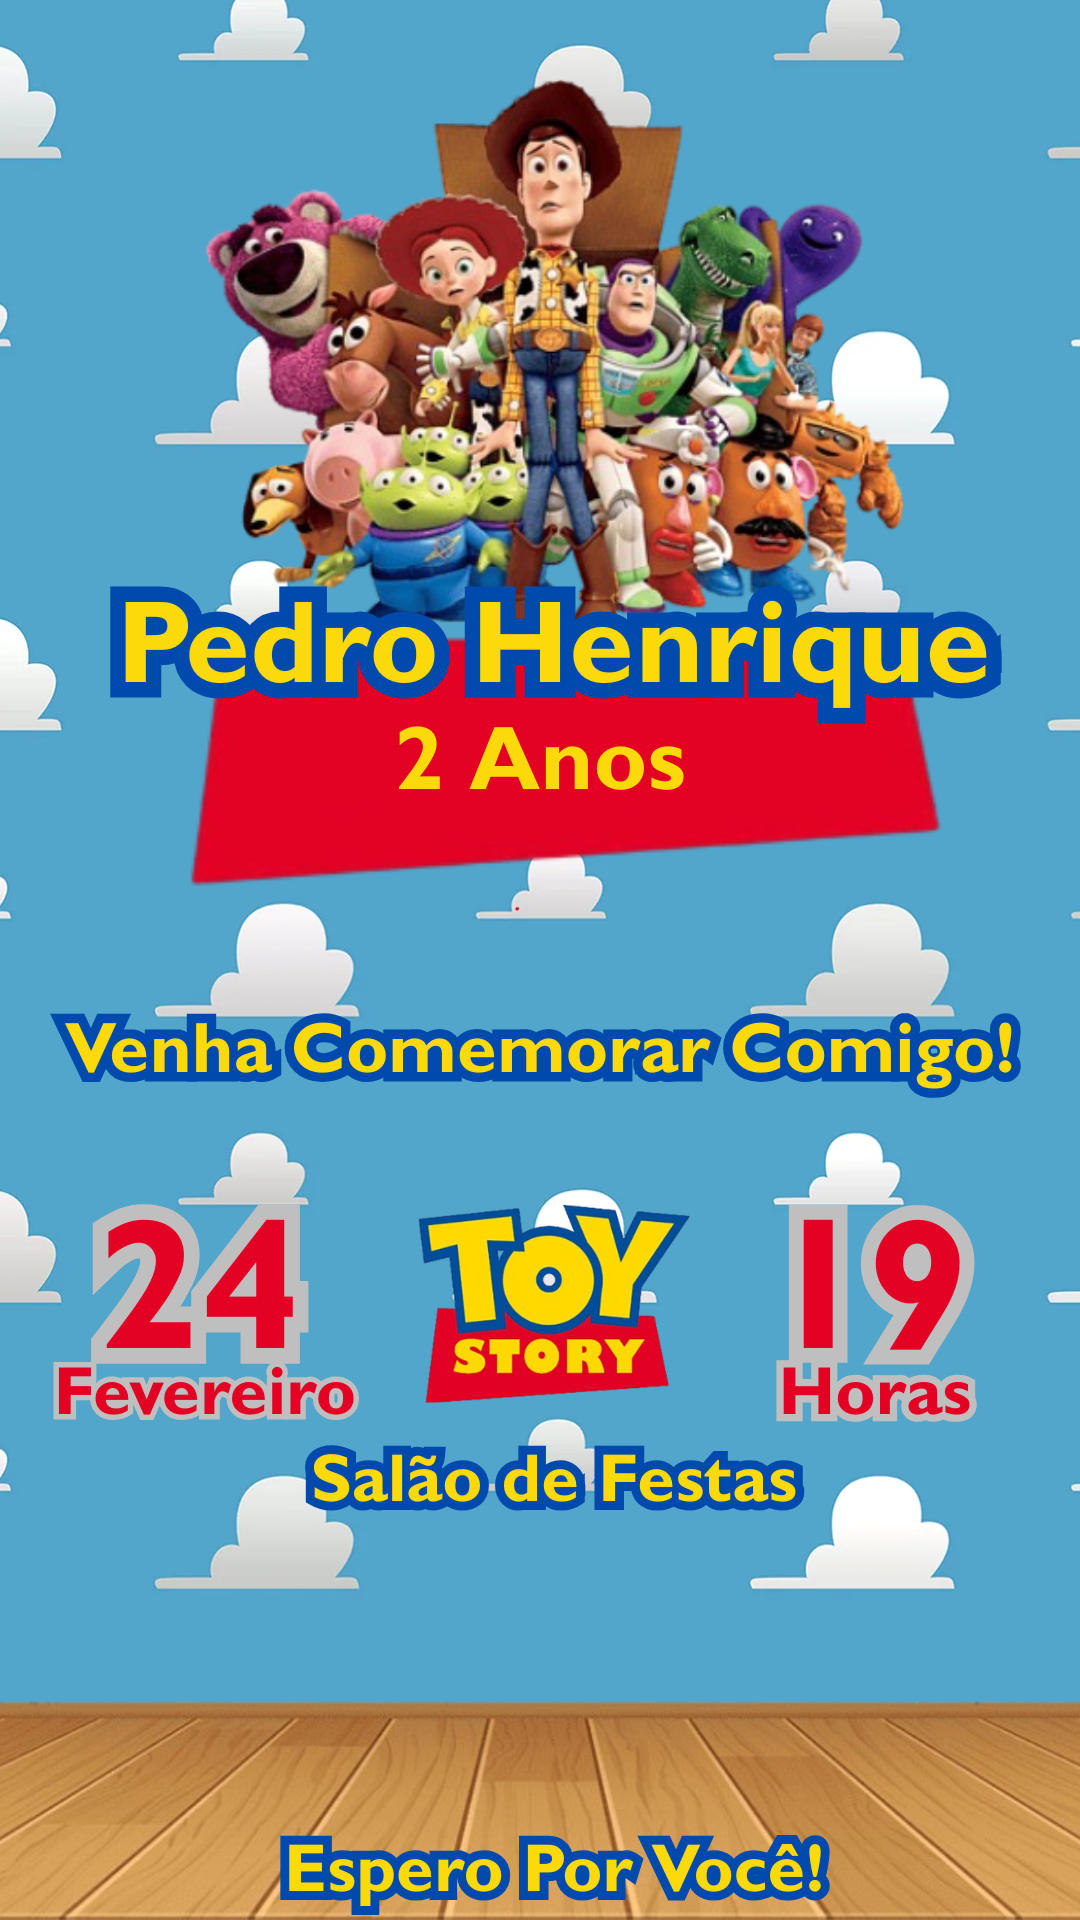 Pedro Henrique
2 Anos
Venha Comemorar Comigo!
24
Fevereiro
TOY
STORY
19
Horas
Salão de Festas
Espero Por Você!